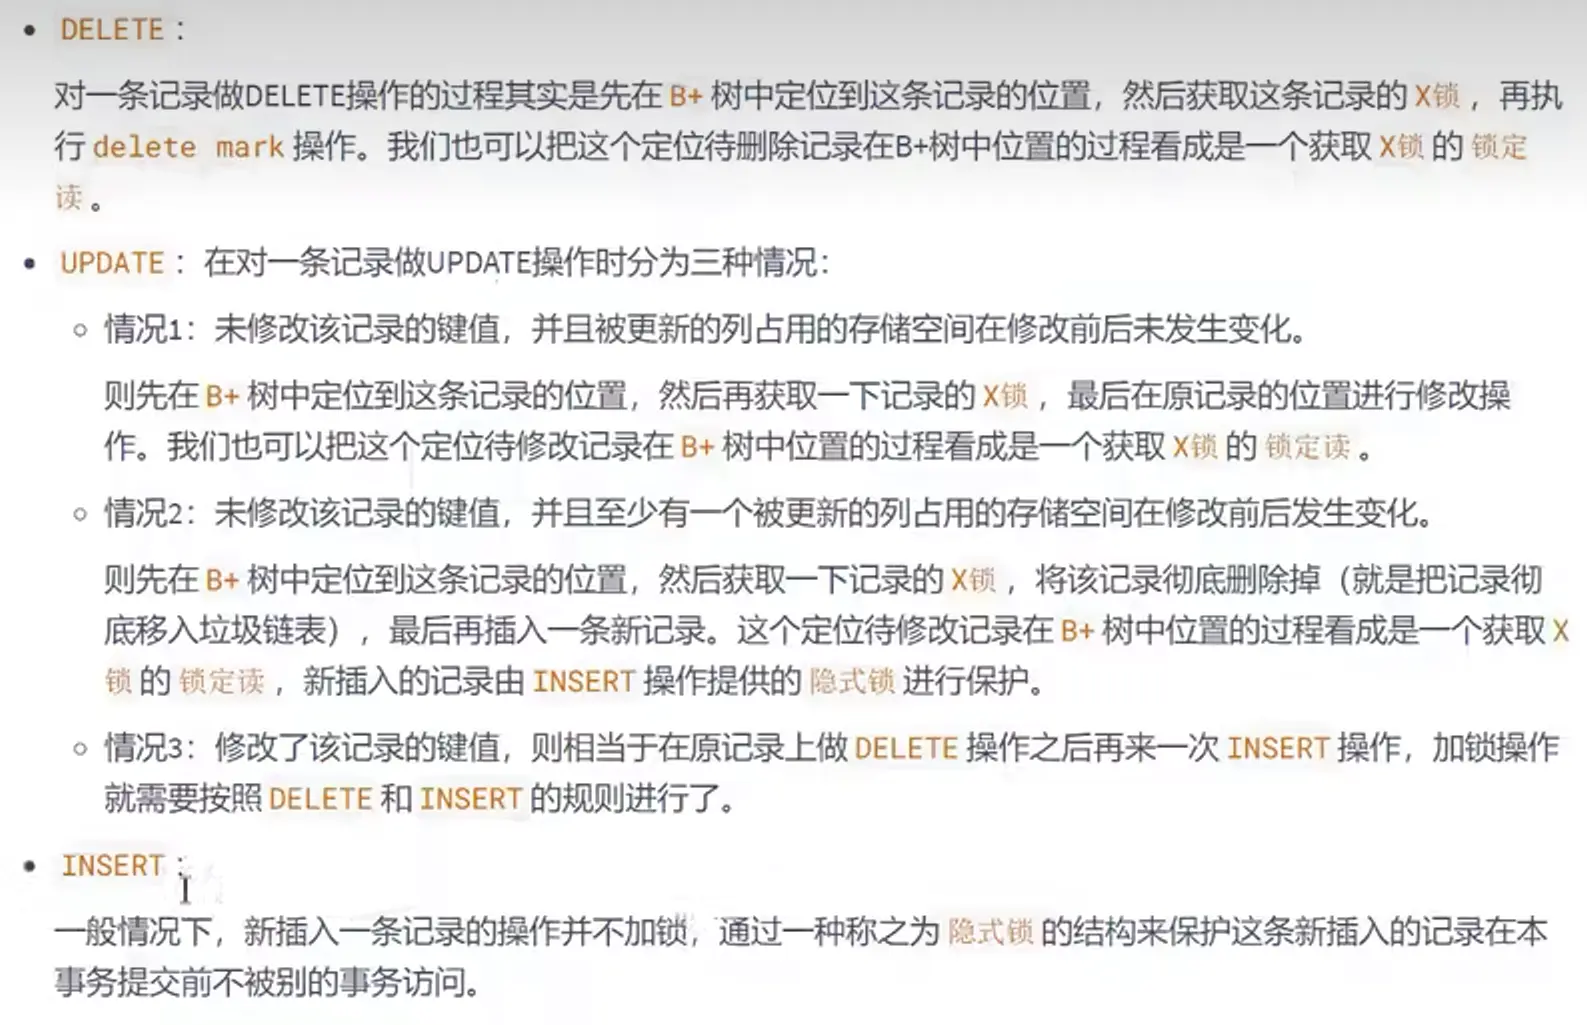 • DELETE：
对一条记录做DELETE操作的过程其实是先在 B+ 树中定位到这条记录的位置，然后获取这条记录的 X锁 ，再执
行 delete mark 操作。我们也可以把这个定位待删除记录在B+树中位置的过程看成是一个获取 X锁 的 锁定
读 。
• UPDATE：在对一条记录做UPDATE操作时分为三种情况：
○ 情况1：未修改该记录的键值，并且被更新的列占用的存储空间在修改前后未发生变化。
则先在 B+ 树中定位到这条记录的位置，然后再获取一下记录的 X锁 ，最后在原记录的位置进行修改操
作。我们也可以把这个定位待修改记录在 B+ 树中位置的过程看成是一个获取 X锁 的 锁定读 。
○ 情况2：未修改该记录的键值，并且至少有一个被更新的列占用的存储空间在修改前后发生变化。
则先在 B+ 树中定位到这条记录的位置，然后获取一下记录的 X锁 ，将该记录彻底删除掉（就是把记录彻
底移入垃圾链表），最后再插入一条新记录。这个定位待修改记录在 B+ 树中位置的过程看成是一个获取 X
锁 的 锁定读 ，新插入的记录由 INSERT 操作提供的 隐式锁 进行保护。
○ 情况3：修改了该记录的键值，则相当于在原记录上做 DELETE 操作之后再来一次 INSERT 操作，加锁操作
就需要按照 DELETE 和 INSERT 的规则进行了。
• INSERT：
一般情况下，新插入一条记录的操作并不加锁，通过一种称之为 隐式锁 的结构来保护这条新插入的记录在本
事务提交前不被别的事务访问。